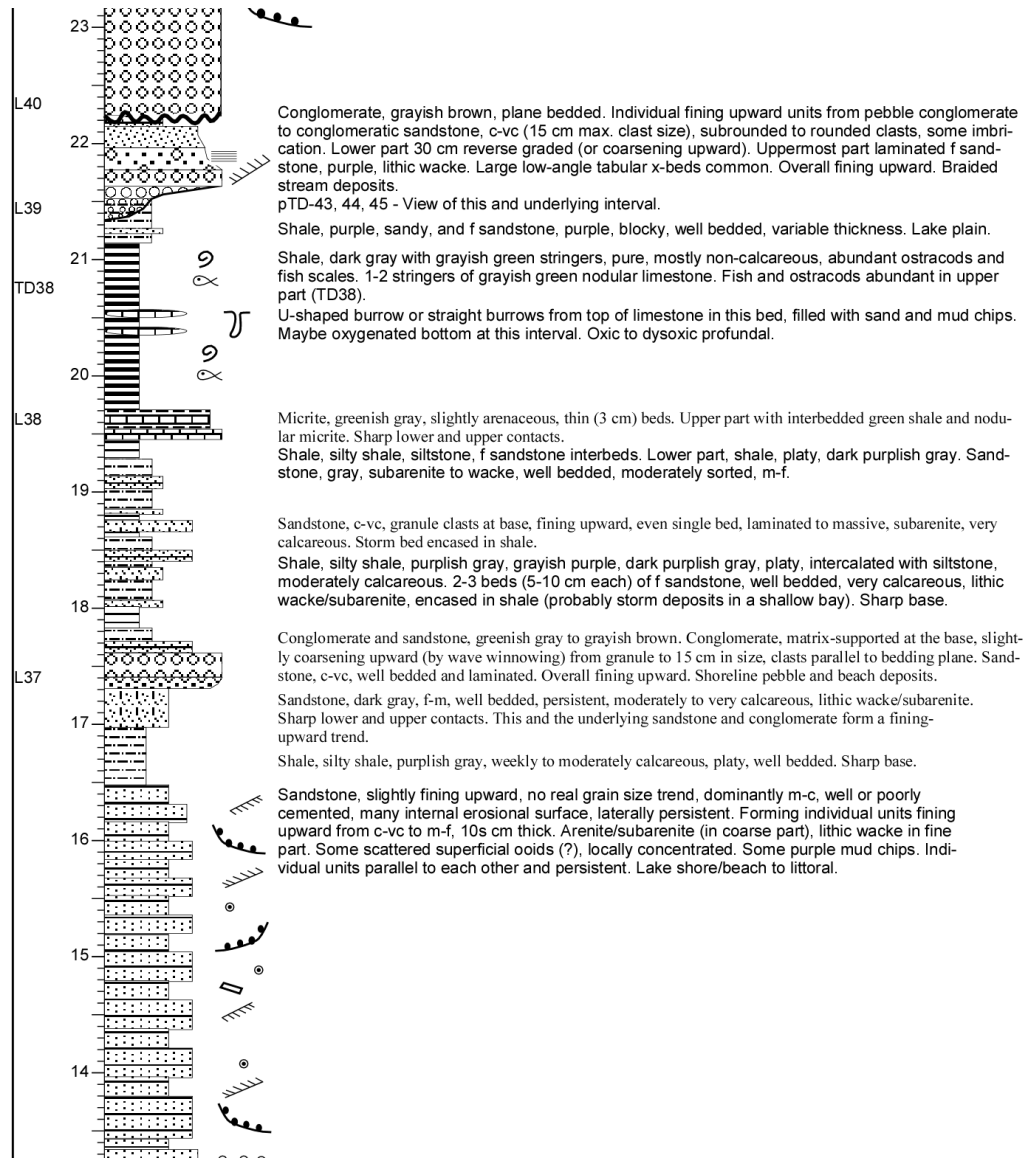 23
L40
Conglomerate, grayish brown, plane bedded. Individual fining upward units from pebble conglomerate
to conglomeratic sandstone, c-vc (15 cm max. clast size), subrounded to rounded clasts, some imbri-
22
cation. Lower part 30 cm reverse graded (or coarsening upward). Uppermost part laminated f sand-
stone, purple, lithic wacke. Large low-angle tabular x-beds common. Overall fining upward. Braided
stream deposits.
L39
pTD-43, 44, 45 - View of this and underlying interval.
Shale, purple, sandy, and f sandstone, purple, blocky, well bedded, variable thickness. Lake plain.
21
Shale, dark gray with grayish green stringers, pure, mostly non-calcareous, abundant ostracods and
fish scales. 1-2 stringers of grayish green nodular limestone. Fish and ostracods abundant in upper
TD38
part (TD38).
U-shaped burrow or straight burrows from top of limestone in this bed, filled with sand and mud chips.
Maybe oxygenated bottom at this interval. Oxic to dysoxic profundal.
20
L38
Micrite, greenish gray, slightly arenaceous, thin (3 cm) beds. Upper part with interbedded green shale and nodu-
lar micrite. Sharp lower and upper contacts.
Shale, silty shale, siltstone, f sandstone interbeds. Lower part, shale, platy, dark purplish gray. Sand-
stone, gray, subarenite to wacke, well bedded, moderately sorted, m-f.
19
Sandstone, c-vc, granule clasts at base, fining upward, even single bed, laminated to massive, subarenite, very
calcareous. Storm bed encased in shale.
Shale, silty shale, purplish gray, grayish purple, dark purplish gray, platy, intercalated with siltstone,
moderately calcareous. 2-3 beds (5-10 cm each) of f sandstone, well bedded, very calcareous, lithic
18
wacke/subarenite, encased in shale (probably storm deposits in a shallow bay). Sharp base.
Conglomerate and sandstone, greenish gray to grayish brown. Conglomerate, matrix-supported at the base, slight-
ly coarsening upward (by wave winnowing) from granule to 15 cm in size, clasts parallel to bedding plane. Sand-
L37
stone, c-vc, well bedded and laminated. Overall fining upward. Shoreline pebble and beach deposits.
Sandstone, dark gray, f-m, well bedded, persistent, moderately to very calcareous, lithic wacke/subarenite.
17
Sharp lower and upper contacts. This and the underlying sandstone and conglomerate form a fining-
upward trend.
Shale, silty shale, purplish gray, weekly to moderately calcareous, platy, well bedded. Sharp base.
Sandstone, slightly fining upward, no real grain size trend, dominantly m-c, well or poorly
cemented, many internal erosional surface, laterally persistent. Forming individual units fining
16
upward from c-vc to m-f, 10s cm thick. Arenite/subarenite (in coarse part), lithic wacke in fine
part. Some scattered superficial ooids (?), locally concentrated. Some purple mud chips. Indi-
vidual units parallel to each other and persistent. Lake shore/beach to littoral.
15
14